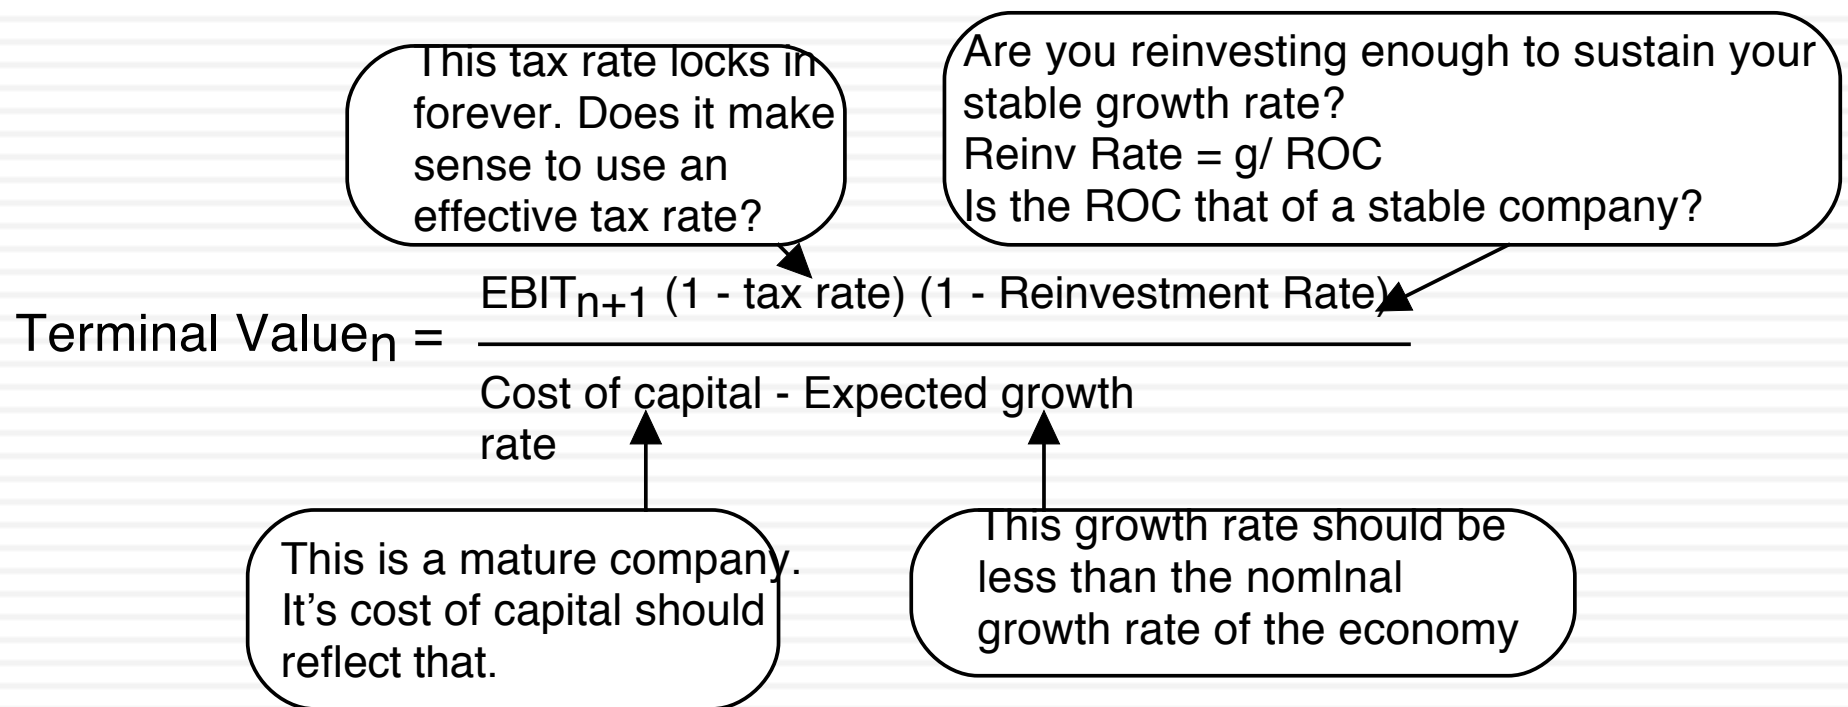 This tax rate locks in
forever. Does it make
sense to use an
effective tax rate?
Are you reinvesting enough to sustain your
stable growth rate?
Reinv Rate = g/ ROC
Is the ROC that of a stable company?
EBITn+1 (1 - tax rate) (1 - Reinvestment Rate)
Terminal Valuen =
Cost of capital - Expected growth
rate
This is a mature company.
It’s cost of capital should
reflect that.
This growth rate should be
less than the nomlnal
growth rate of the economy